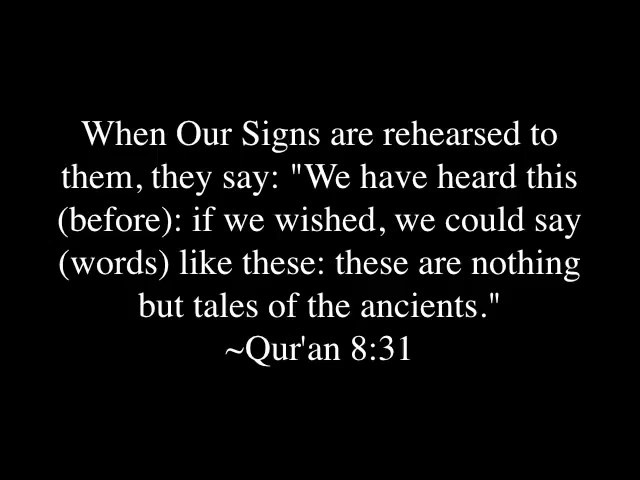 When Our Signs are rehearsed to
them, they say: "We have heard this
(before): if we wished, we could say
(words) like these: these are nothing
but tales of the ancients."
~Qur'an 8:31